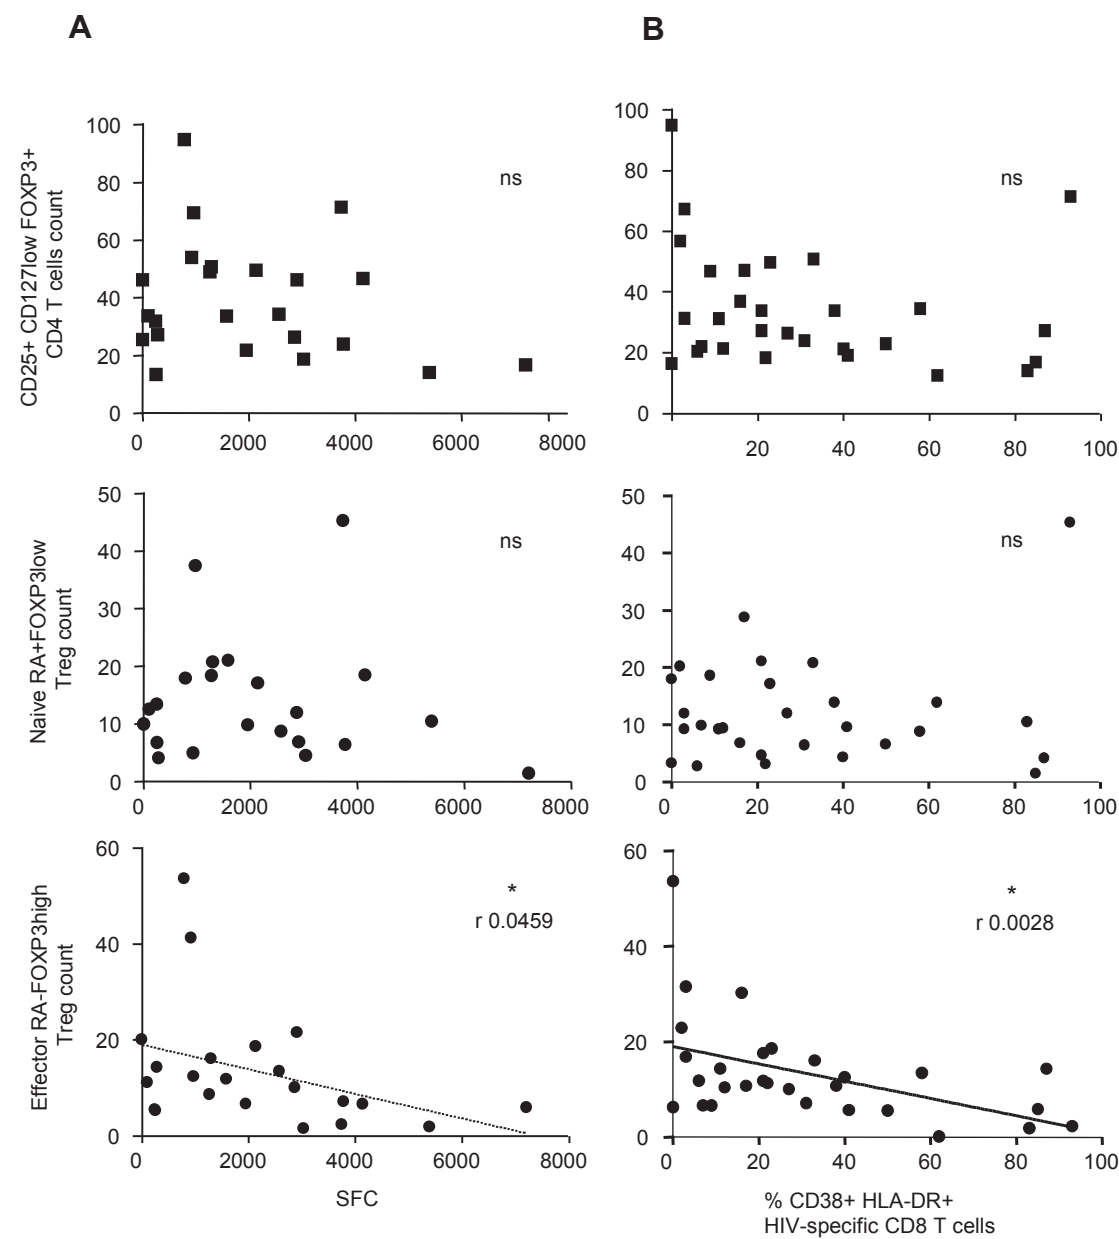 A
B
CD25+ CD127low FOXP3+
CD4 T cells count
100
80
60
40
20
0
ns
0 2000 4000 6000 8000
100
80
60
40
20
0
ns
20 40 60 80 100
Naive RA+FOXP3low
Treg count
50
40
30
20
10
0
ns
0 2000 4000 6000 8000
50
40
30
20
10
0
ns
0 20 40 60 80 100
Effector RA-FOXP3high
Treg count
60
40
20
0
*
r 0.0459
0 2000 4000 6000 8000
SFC
60
40
20
0
*
r 0.0028
0 20 40 60 80 100
% CD38+ HLA-DR+
HIV-specific CD8 T cells